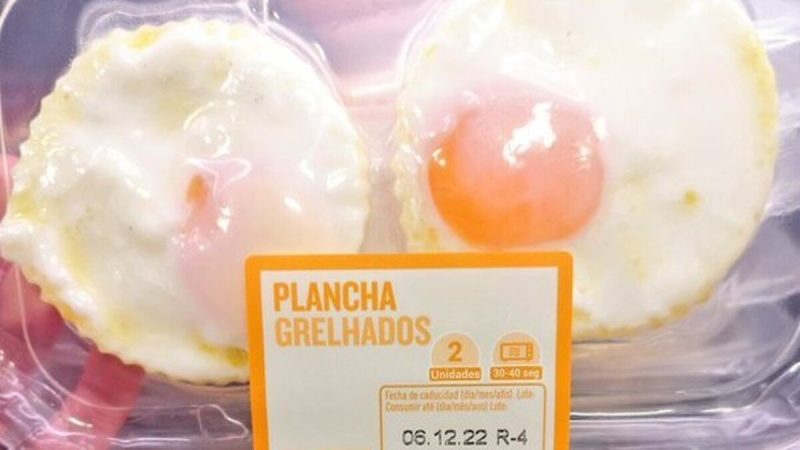 PLANCHA
GRELHADOS
2
Unidades
30-40 seg
Fecha de caducidad (día/mes/año). Lote:
Consumir até (dia/mês/ano) Lote:
06.12.22 R-4